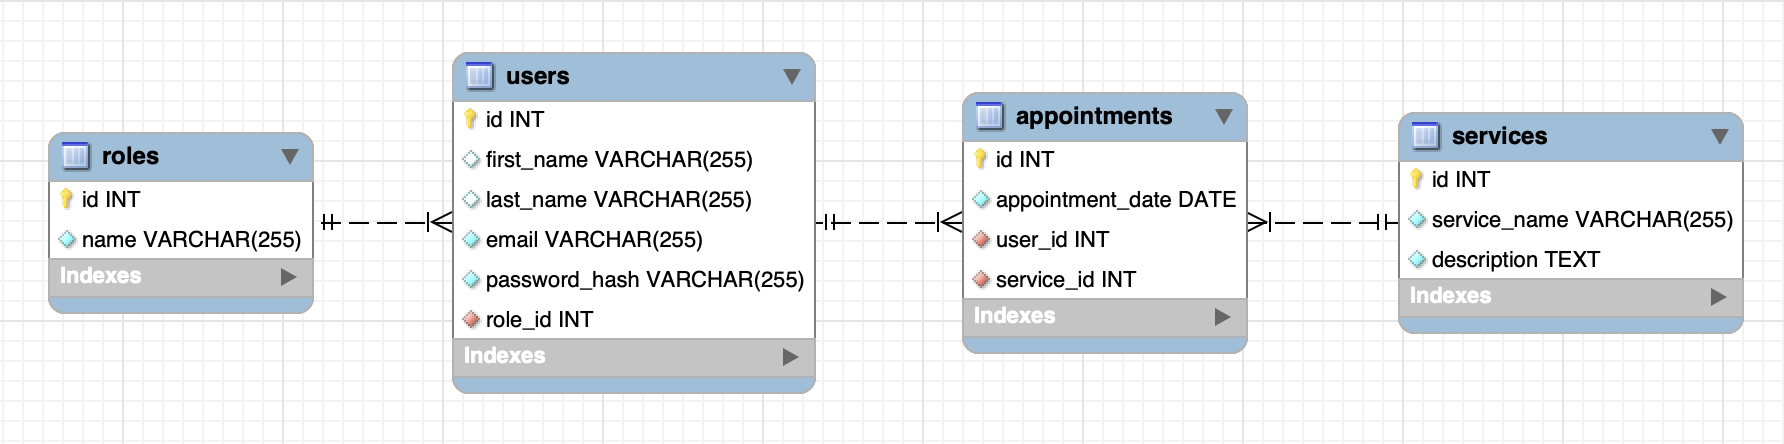 roles
id INT
name VARCHAR(255)
Indexes
users
id INT
first_name VARCHAR(255)
last_name VARCHAR(255)
email VARCHAR(255)
password_hash VARCHAR(255)
role_id INT
Indexes
appointments
id INT
appointment_date DATE
user_id INT
service_id INT
Indexes
services
id INT
service_name VARCHAR(255)
description TEXT
Indexes